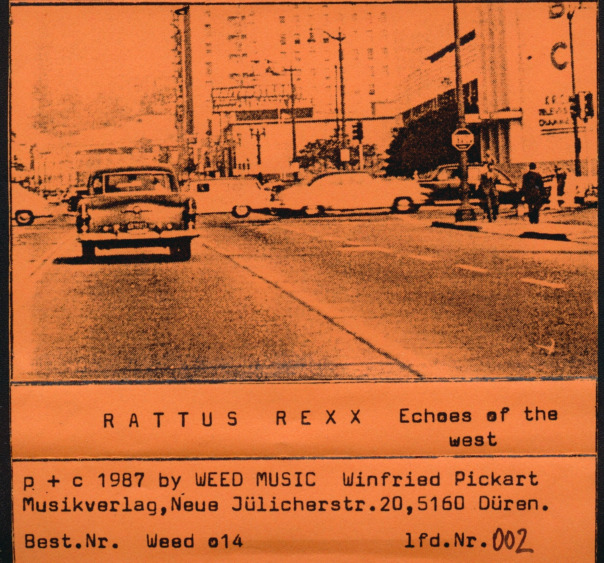 C
RATTUS REXX Echoes of the
west
p + c 1987 by WEED MUSIC Winfried Pickart
Musikverlag,Neue Jülicherstr.20,5160 Düren.
Best.Nr. Weed 014 lfd.Nr.002